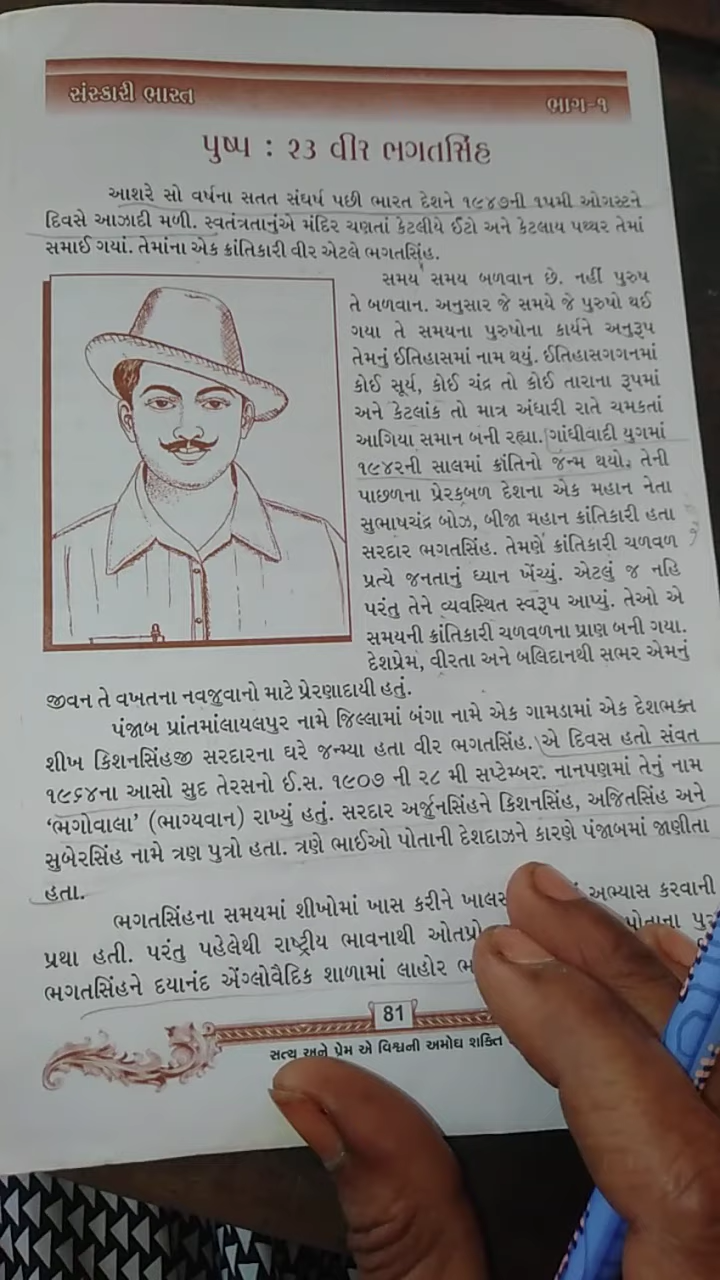 સંસ્કારી ભારત
ભાગ-૧
પુષ્પ : ૨૩ વીર ભગતસિંહ
આશરે સો વર્ષના સતત સંઘર્ષ પછી ભારત દેશને ૧૯૪૭ની ૧૫મી ઓગસ્ટને
દિવસે આઝાદી મળી. સ્વતંત્રતાનુંએ મંદિર ચણતાં કેટલીયે ઈંટો અને કેટલાય પથ્થર તેમાં
સમાઈ ગયાં. તેમાંના એક ક્રાંતિકારી વીર એટલે ભગતસિંહ.
સમય સમય બળવાન છે. નહીં પુરુષ
તે બળવાન. અનુસાર જે સમયે જે પુરુષો થઈ
ગયા તે સમયના પુરુષોના કાર્યને અનુરૂપ
તેમનું ઈતિહાસમાં નામ થયું. ઈતિહાસગગનમાં
કોઈ સૂર્ય, કોઈ ચંદ્ર તો કોઈ તારાના રૂપમાં
અને કેટલાંક તો માત્ર અંધારી રાતે ચમકતાં
આગિયા સમાન બની રહ્યા. ગાંધીવાદી યુગમાં
૧૯૪૨ની સાલમાં ક્રાંતિનો જન્મ થયો. તેની
પાછળના પ્રેરકબળ દેશના એક મહાન નેતા
સુભાષચંદ્ર બોઝ, બીજા મહાન ક્રાંતિકારી હતા
સરદાર ભગતસિંહ. તેમણે ક્રાંતિકારી ચળવળ
પ્રત્યે જનતાનું ધ્યાન ખેંચ્યું. એટલું જ નહિ
પરંતુ તેને વ્યવસ્થિત સ્વરૂપ આપ્યું. તેઓ એ
સમયની ક્રાંતિકારી ચળવળના પ્રાણ બની ગયા.
દેશપ્રેમ, વીરતા અને બલિદાનથી સભર એમનું
જીવન તે વખતના નવજુવાનો માટે પ્રેરણાદાયી હતું.
પંજાબ પ્રાંતમાંલાયલપુર નામે જિલ્લામાં બંગા નામે એક ગામડામાં એક દેશભક્ત
શીખ કિશનસિંહજી સરદારના ઘરે જન્મ્યા હતા વીર ભગતસિંહ. એ દિવસ હતો સંવત
૧૯૬૪ના આસો સુદ તેરસનો ઈ.સ. ૧૯૦૭ ની ૨૮ મી સપ્ટેમ્બર. નાનપણમાં તેનું નામ
‘ભગોવાલા’ (ભાગ્યવાન) રાખ્યું હતું. સરદાર અર્જુનસિંહને કિશનસિંહ, અજિતસિંહ અને
સુબેરસિંહ નામે ત્રણ પુત્રો હતા. ત્રણે ભાઈઓ પોતાની દેશદાઝને કારણે પંજાબમાં જાણીતા
હતા.
ભગતસિંહના સમયમાં શીખોમાં ખાસ કરીને અભ્યાસ કરવાની
પ્રથા હતી. પરંતુ પહેલેથી રાષ્ટ્રીય ભાવનાથી પોતાના
ભગતસિંહને દયાનંદ એંગ્લોવૈદિક શાળામાં લાહોર
81
સત્ય અને પ્રેમ એ વિશ્વની અમોઘ શક્તિ